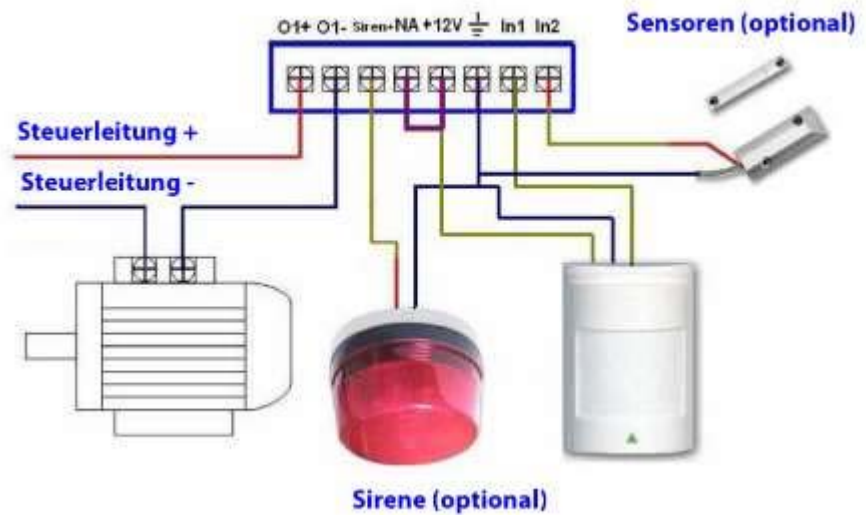 Sensoren (optional)
O1+ O1- Siren+ NA +12V In1 In2
Steuerleitung +
Steuerleitung -
Sirene (optional)